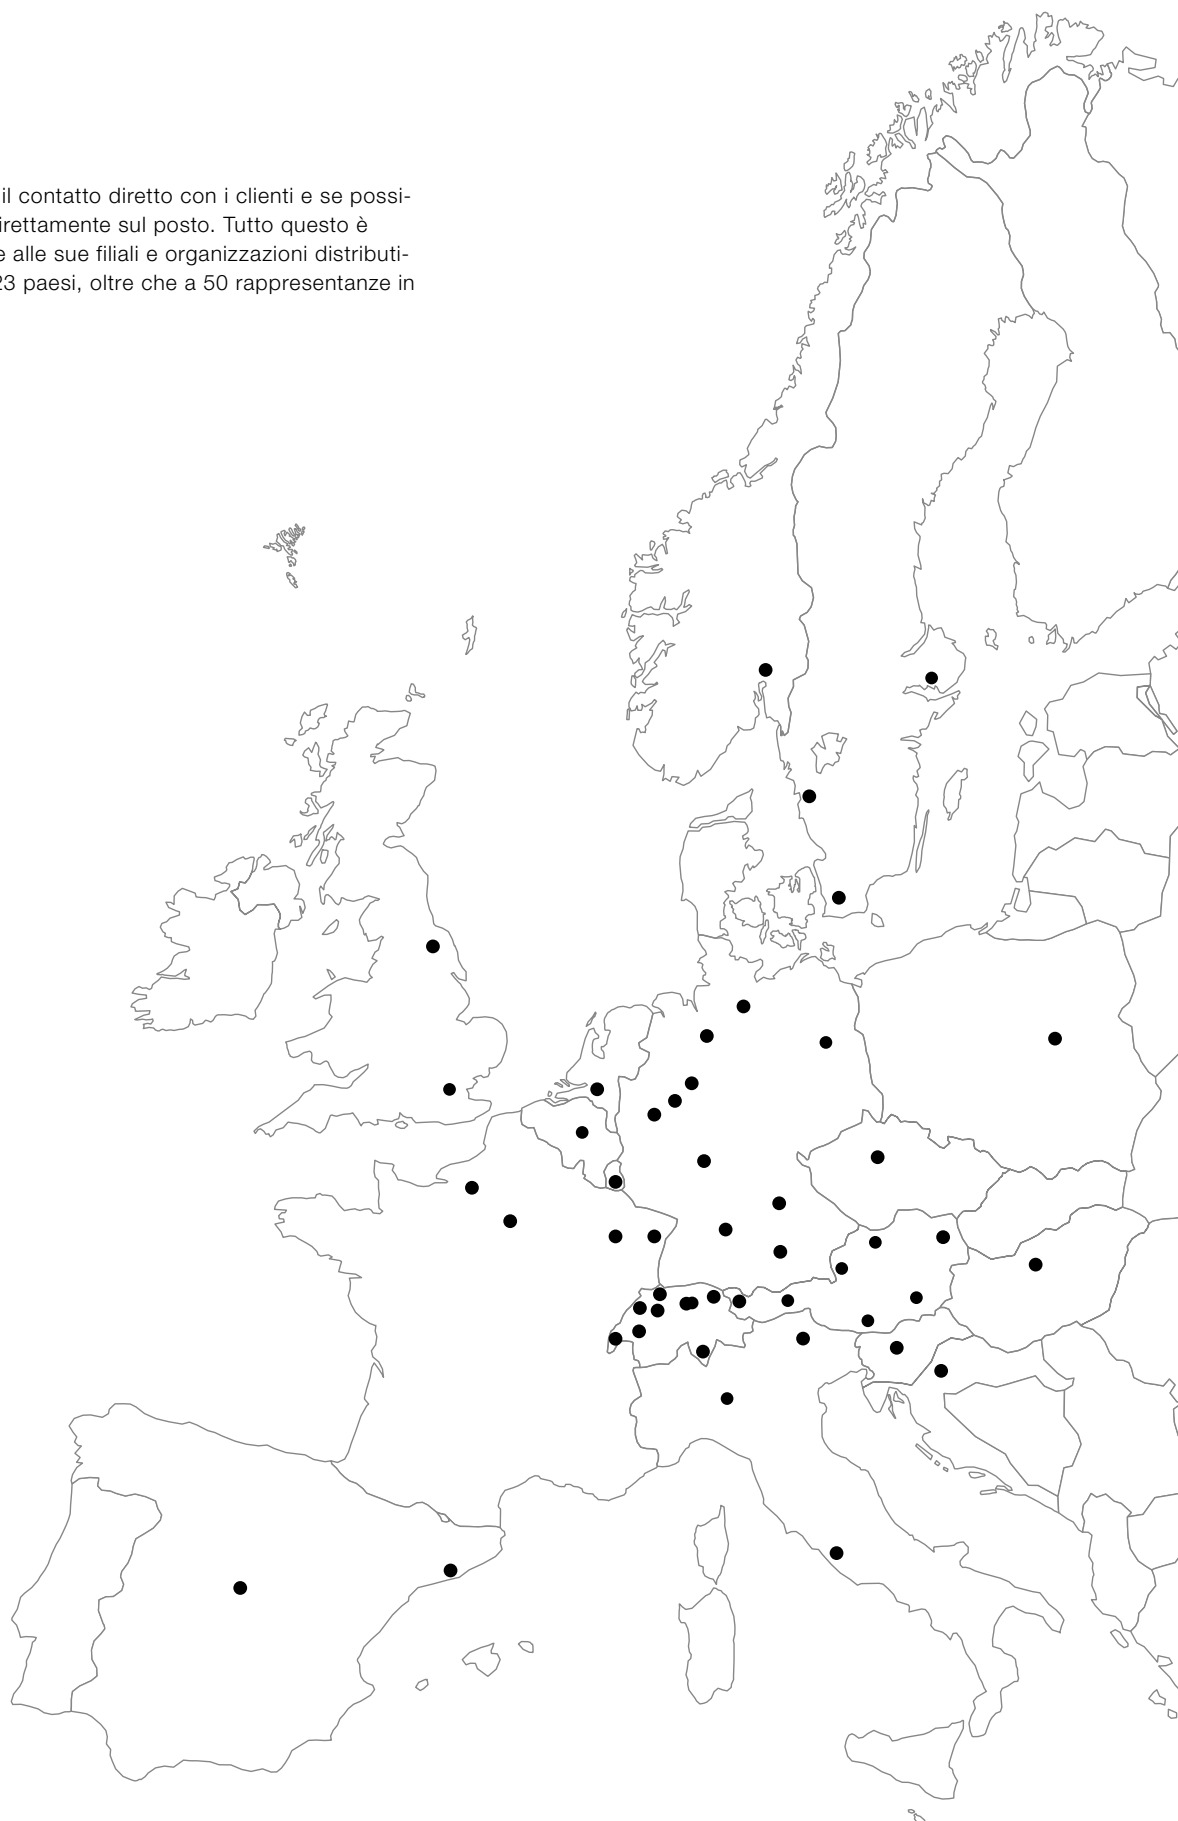 il contatto diretto con i clienti e se possi-
irettamente sul posto. Tutto questo è
e alle sue filiali e organizzazioni distributi-
23 paesi, oltre che a 50 rappresentanze in